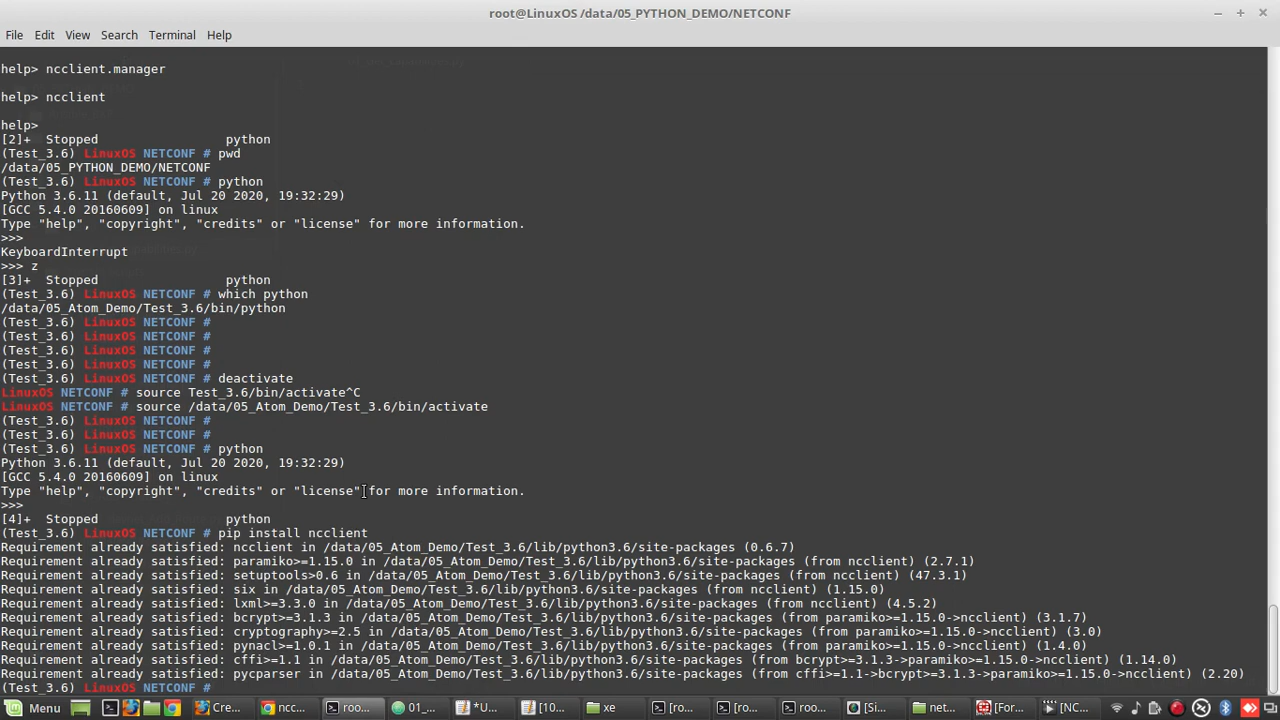 root@LinuxOS /data/05_PYTHON_DEMO/NETCONF
File Edit View Search Terminal Help
help> ncclient.manager
help> ncclient
help>
[2]+  Stopped                 python
(Test_3.6) LinuxOS NETCONF # pwd
/data/05_PYTHON_DEMO/NETCONF
(Test_3.6) LinuxOS NETCONF # python
Python 3.6.11 (default, Jul 20 2020, 19:32:29)
[GCC 5.4.0 20160609] on linux
Type "help", "copyright", "credits" or "license" for more information.
>>>
KeyboardInterrupt
>>> z
[3]+  Stopped                 python
(Test_3.6) LinuxOS NETCONF # which python
/data/05_Atom_Demo/Test_3.6/bin/python
(Test_3.6) LinuxOS NETCONF #
(Test_3.6) LinuxOS NETCONF #
(Test_3.6) LinuxOS NETCONF #
(Test_3.6) LinuxOS NETCONF #
(Test_3.6) LinuxOS NETCONF # deactivate
LinuxOS NETCONF # source Test_3.6/bin/activate^C
LinuxOS NETCONF # source /data/05_Atom_Demo/Test_3.6/bin/activate
(Test_3.6) LinuxOS NETCONF #
(Test_3.6) LinuxOS NETCONF #
(Test_3.6) LinuxOS NETCONF # python
Python 3.6.11 (default, Jul 20 2020, 19:32:29)
[GCC 5.4.0 20160609] on linux
Type "help", "copyright", "credits" or "license" for more information.
>>>
[4]+  Stopped                 python
(Test_3.6) LinuxOS NETCONF # pip install ncclient
Requirement already satisfied: ncclient in /data/05_Atom_Demo/Test_3.6/lib/python3.6/site-packages (0.6.7)
Requirement already satisfied: paramiko>=1.15.0 in /data/05_Atom_Demo/Test_3.6/lib/python3.6/site-packages (from ncclient) (2.7.1)
Requirement already satisfied: setuptools>0.6 in /data/05_Atom_Demo/Test_3.6/lib/python3.6/site-packages (from ncclient) (47.3.1)
Requirement already satisfied: six in /data/05_Atom_Demo/Test_3.6/lib/python3.6/site-packages (from ncclient) (1.15.0)
Requirement already satisfied: lxml>=3.3.0 in /data/05_Atom_Demo/Test_3.6/lib/python3.6/site-packages (from ncclient) (4.5.2)
Requirement already satisfied: bcrypt>=3.1.3 in /data/05_Atom_Demo/Test_3.6/lib/python3.6/site-packages (from paramiko>=1.15.0->ncclient) (3.1.7)
Requirement already satisfied: cryptography>=2.5 in /data/05_Atom_Demo/Test_3.6/lib/python3.6/site-packages (from paramiko>=1.15.0->ncclient) (3.0)
Requirement already satisfied: pynacl>=1.0.1 in /data/05_Atom_Demo/Test_3.6/lib/python3.6/site-packages (from paramiko>=1.15.0->ncclient) (1.4.0)
Requirement already satisfied: cffi>=1.1 in /data/05_Atom_Demo/Test_3.6/lib/python3.6/site-packages (from bcrypt>=3.1.3->paramiko>=1.15.0->ncclient) (1.14.0)
Requirement already satisfied: pycparser in /data/05_Atom_Demo/Test_3.6/lib/python3.6/site-packages (from cffi>=1.1->bcrypt>=3.1.3->paramiko>=1.15.0->ncclient) (2.20)
(Test_3.6) LinuxOS NETCONF #
Menu Cre... ncc... roo... 01_... *U... [10... xe [ro... [ro... roo... [Si... net... [For... [NC...